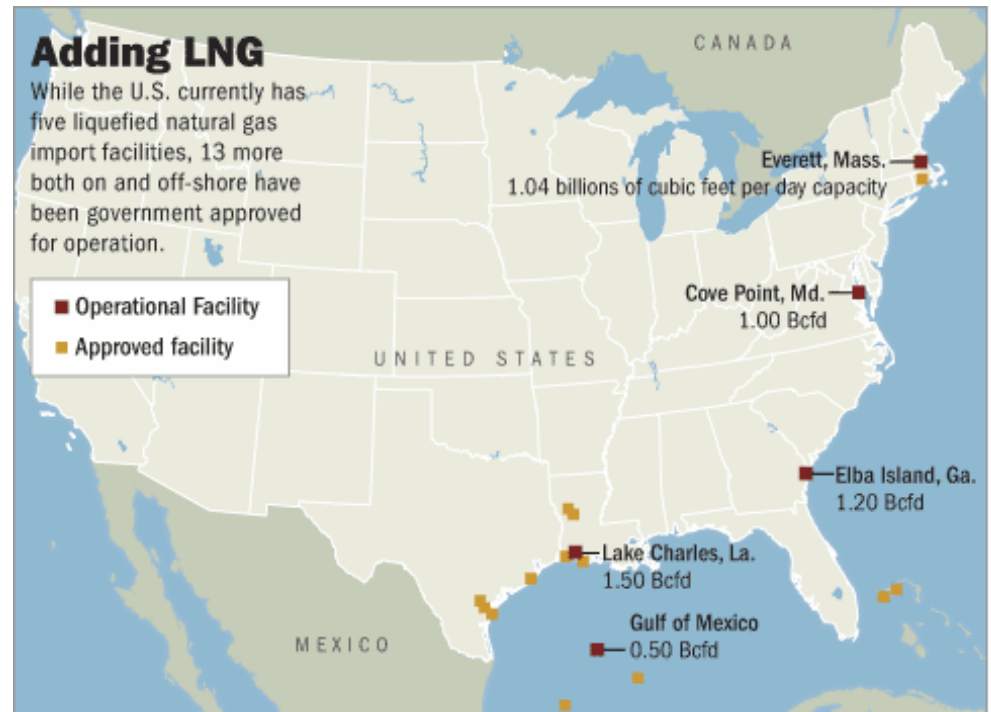 Adding LNG
While the U.S. currently has
five liquefied natural gas
import facilities, 13 more
both on and off-shore have
been government approved
for operation.
Operational Facility
Approved facility
CANADA
Everett, Mass.
1.04 billions of cubic feet per day capacity
Cove Point, Md.
1.00 Bcfd
UNITED STATES
Elba Island, Ga.
1.20 Bcfd
Lake Charles, La.
1.50 Bcfd
Gulf of Mexico
0.50 Bcfd
MEXICO